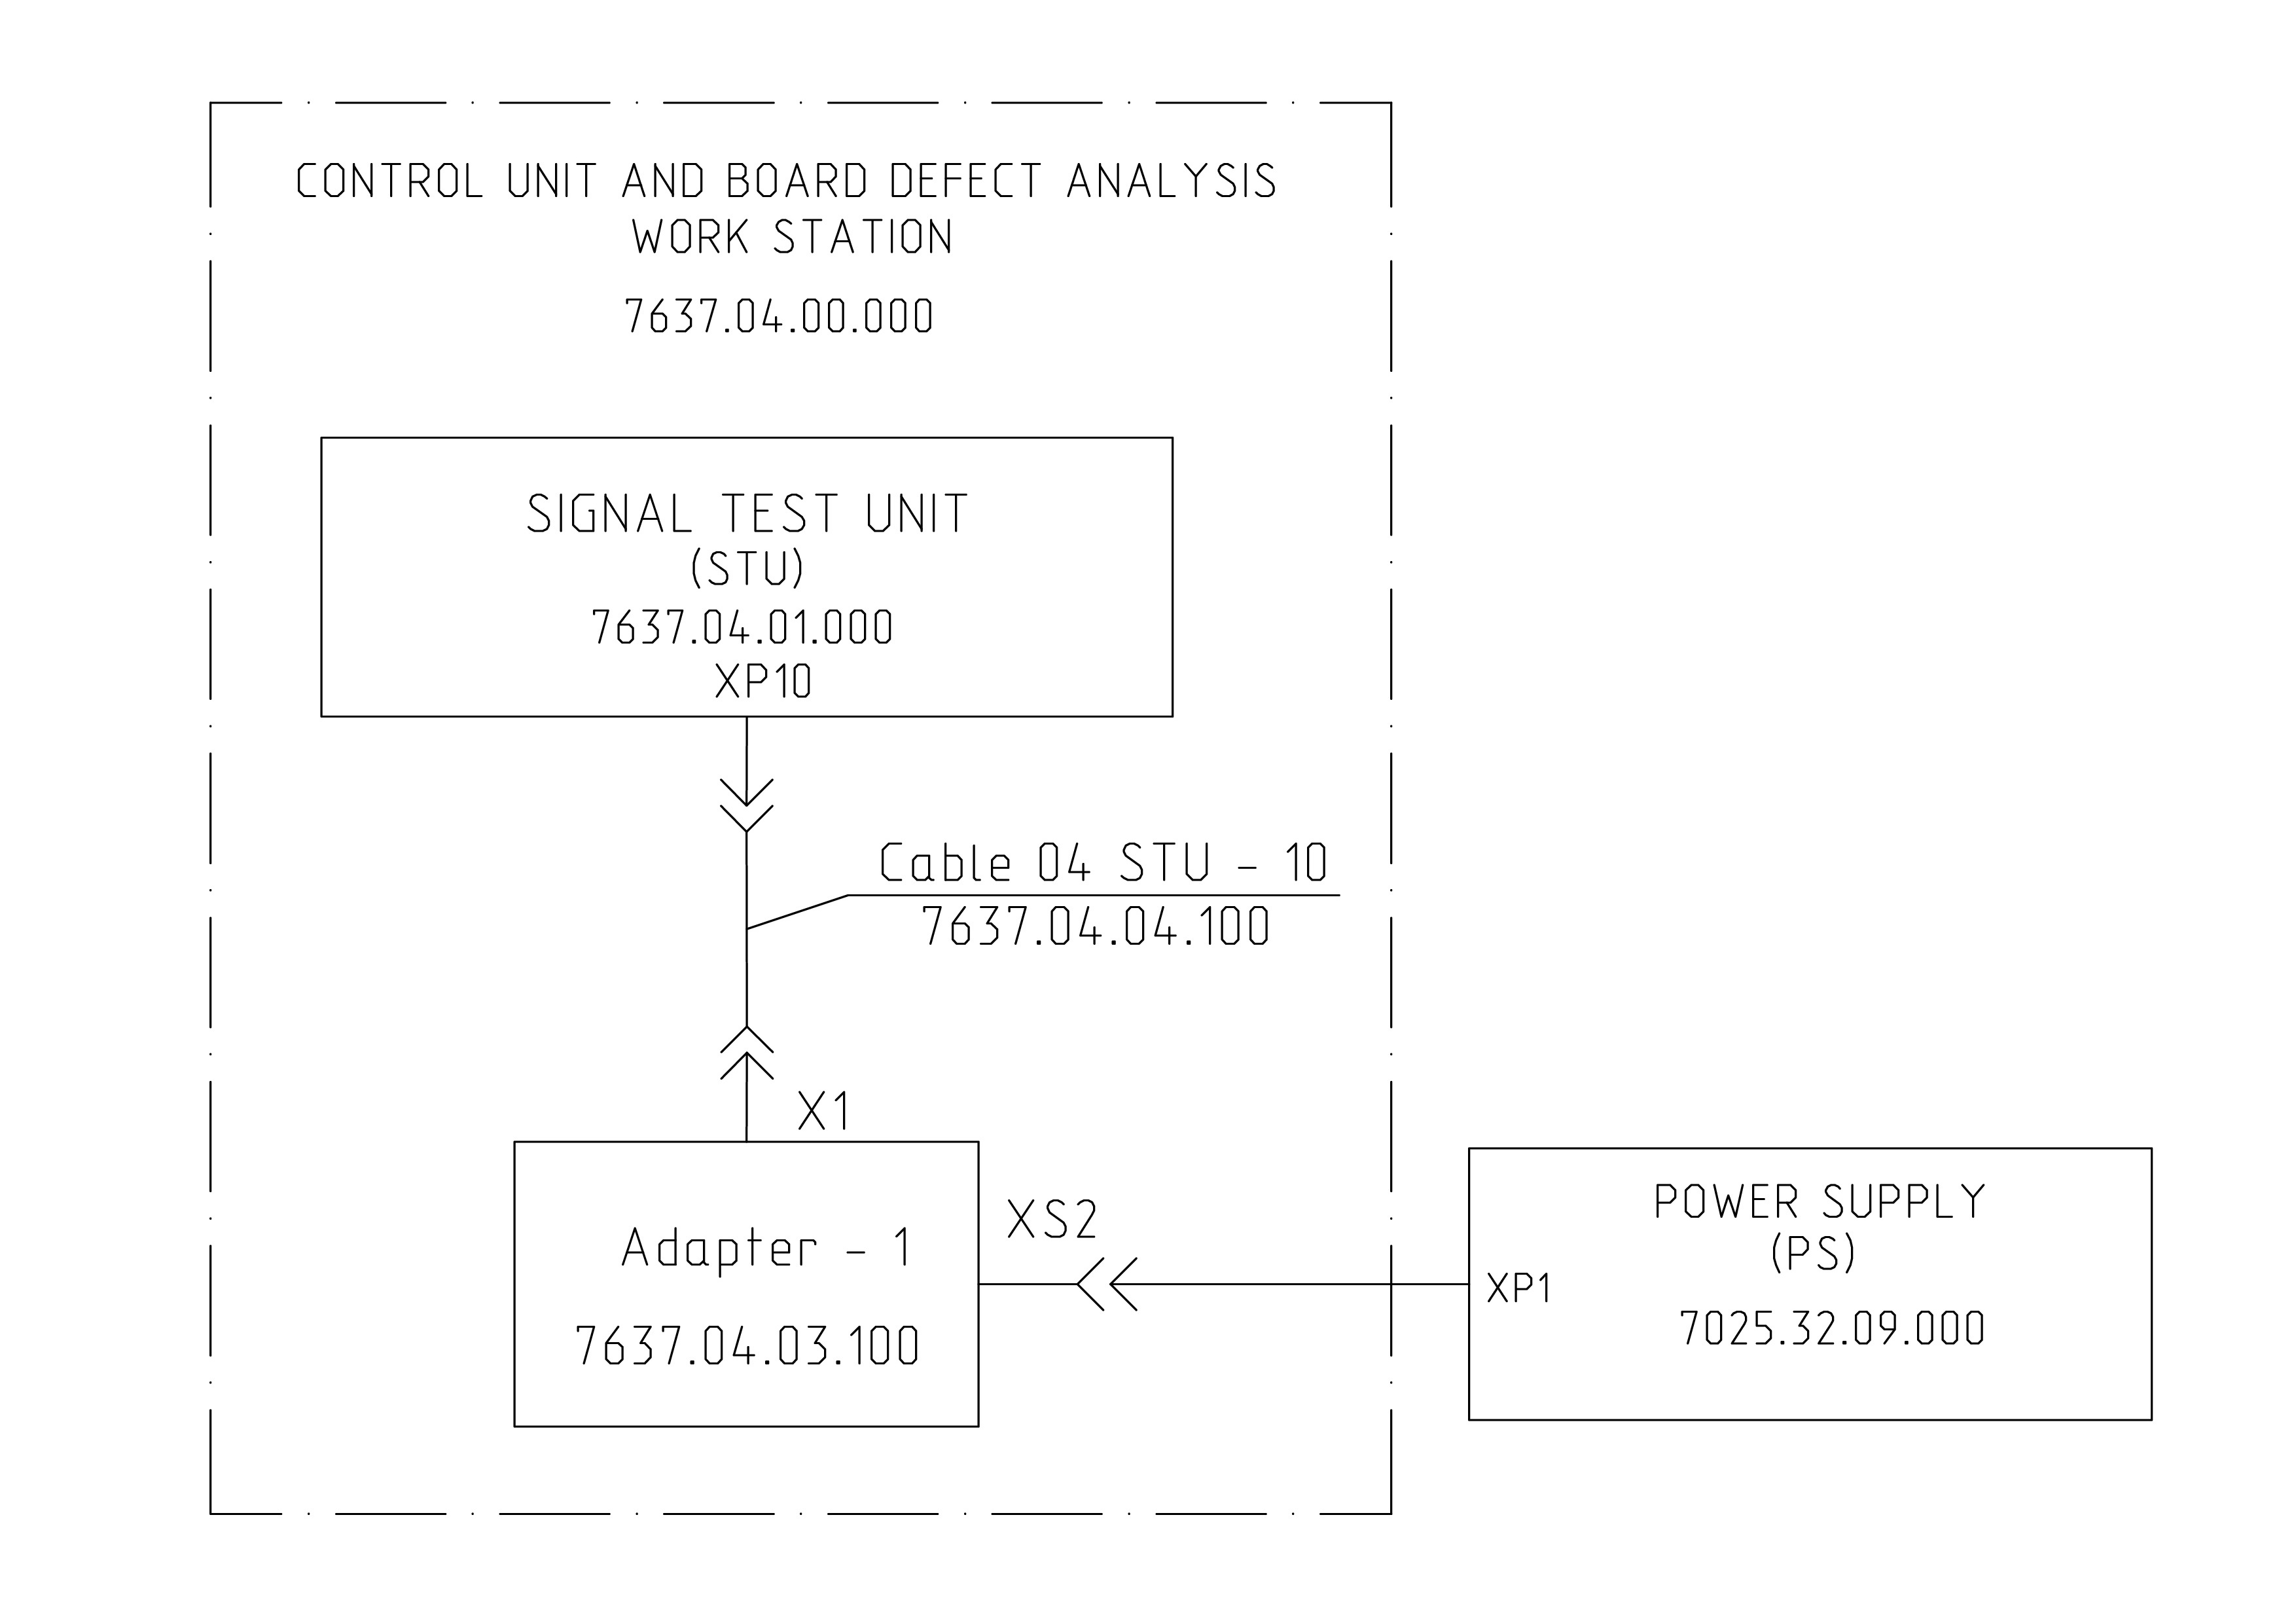 CONTROL UNIT AND BOARD DEFECT ANALYSIS
WORK STATION
7637.04.00.000
SIGNAL TEST UNIT
(STU)
7637.04.01.000
XP10
Cable 04 STU - 10
7637.04.04.100
X1
Adapter - 1
7637.04.03.100
XS2
POWER SUPPLY
(PS)
XP1
7025.32.09.000